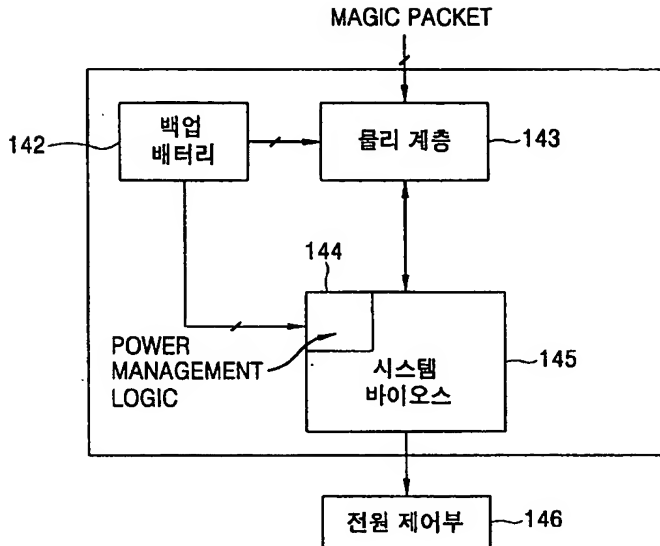 MAGIC PACKET
142
백업
배터리
물리 계층
143
144
POWER
MANAGEMENT
LOGIC
시스템
바이오스
145
전원 제어부
146